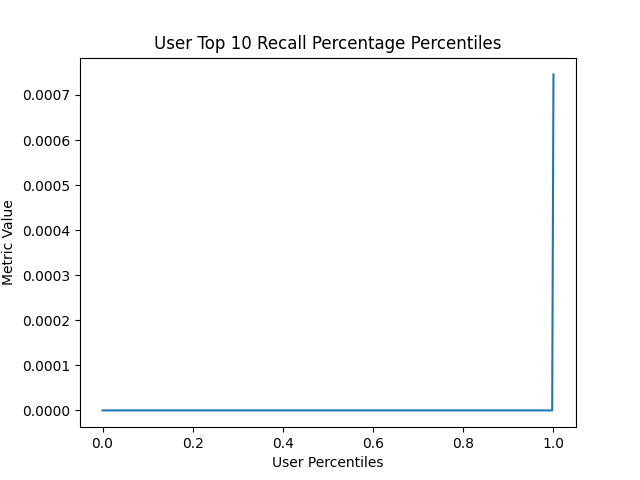 User Top 10 Recall Percentage Percentiles
0.0007
0.0006
0.0005
0.0004
0.0003
0.0002
0.0001
0.0000
Metric Value
0.0 0.2 0.4 0.6 0.8 1.0
User Percentiles